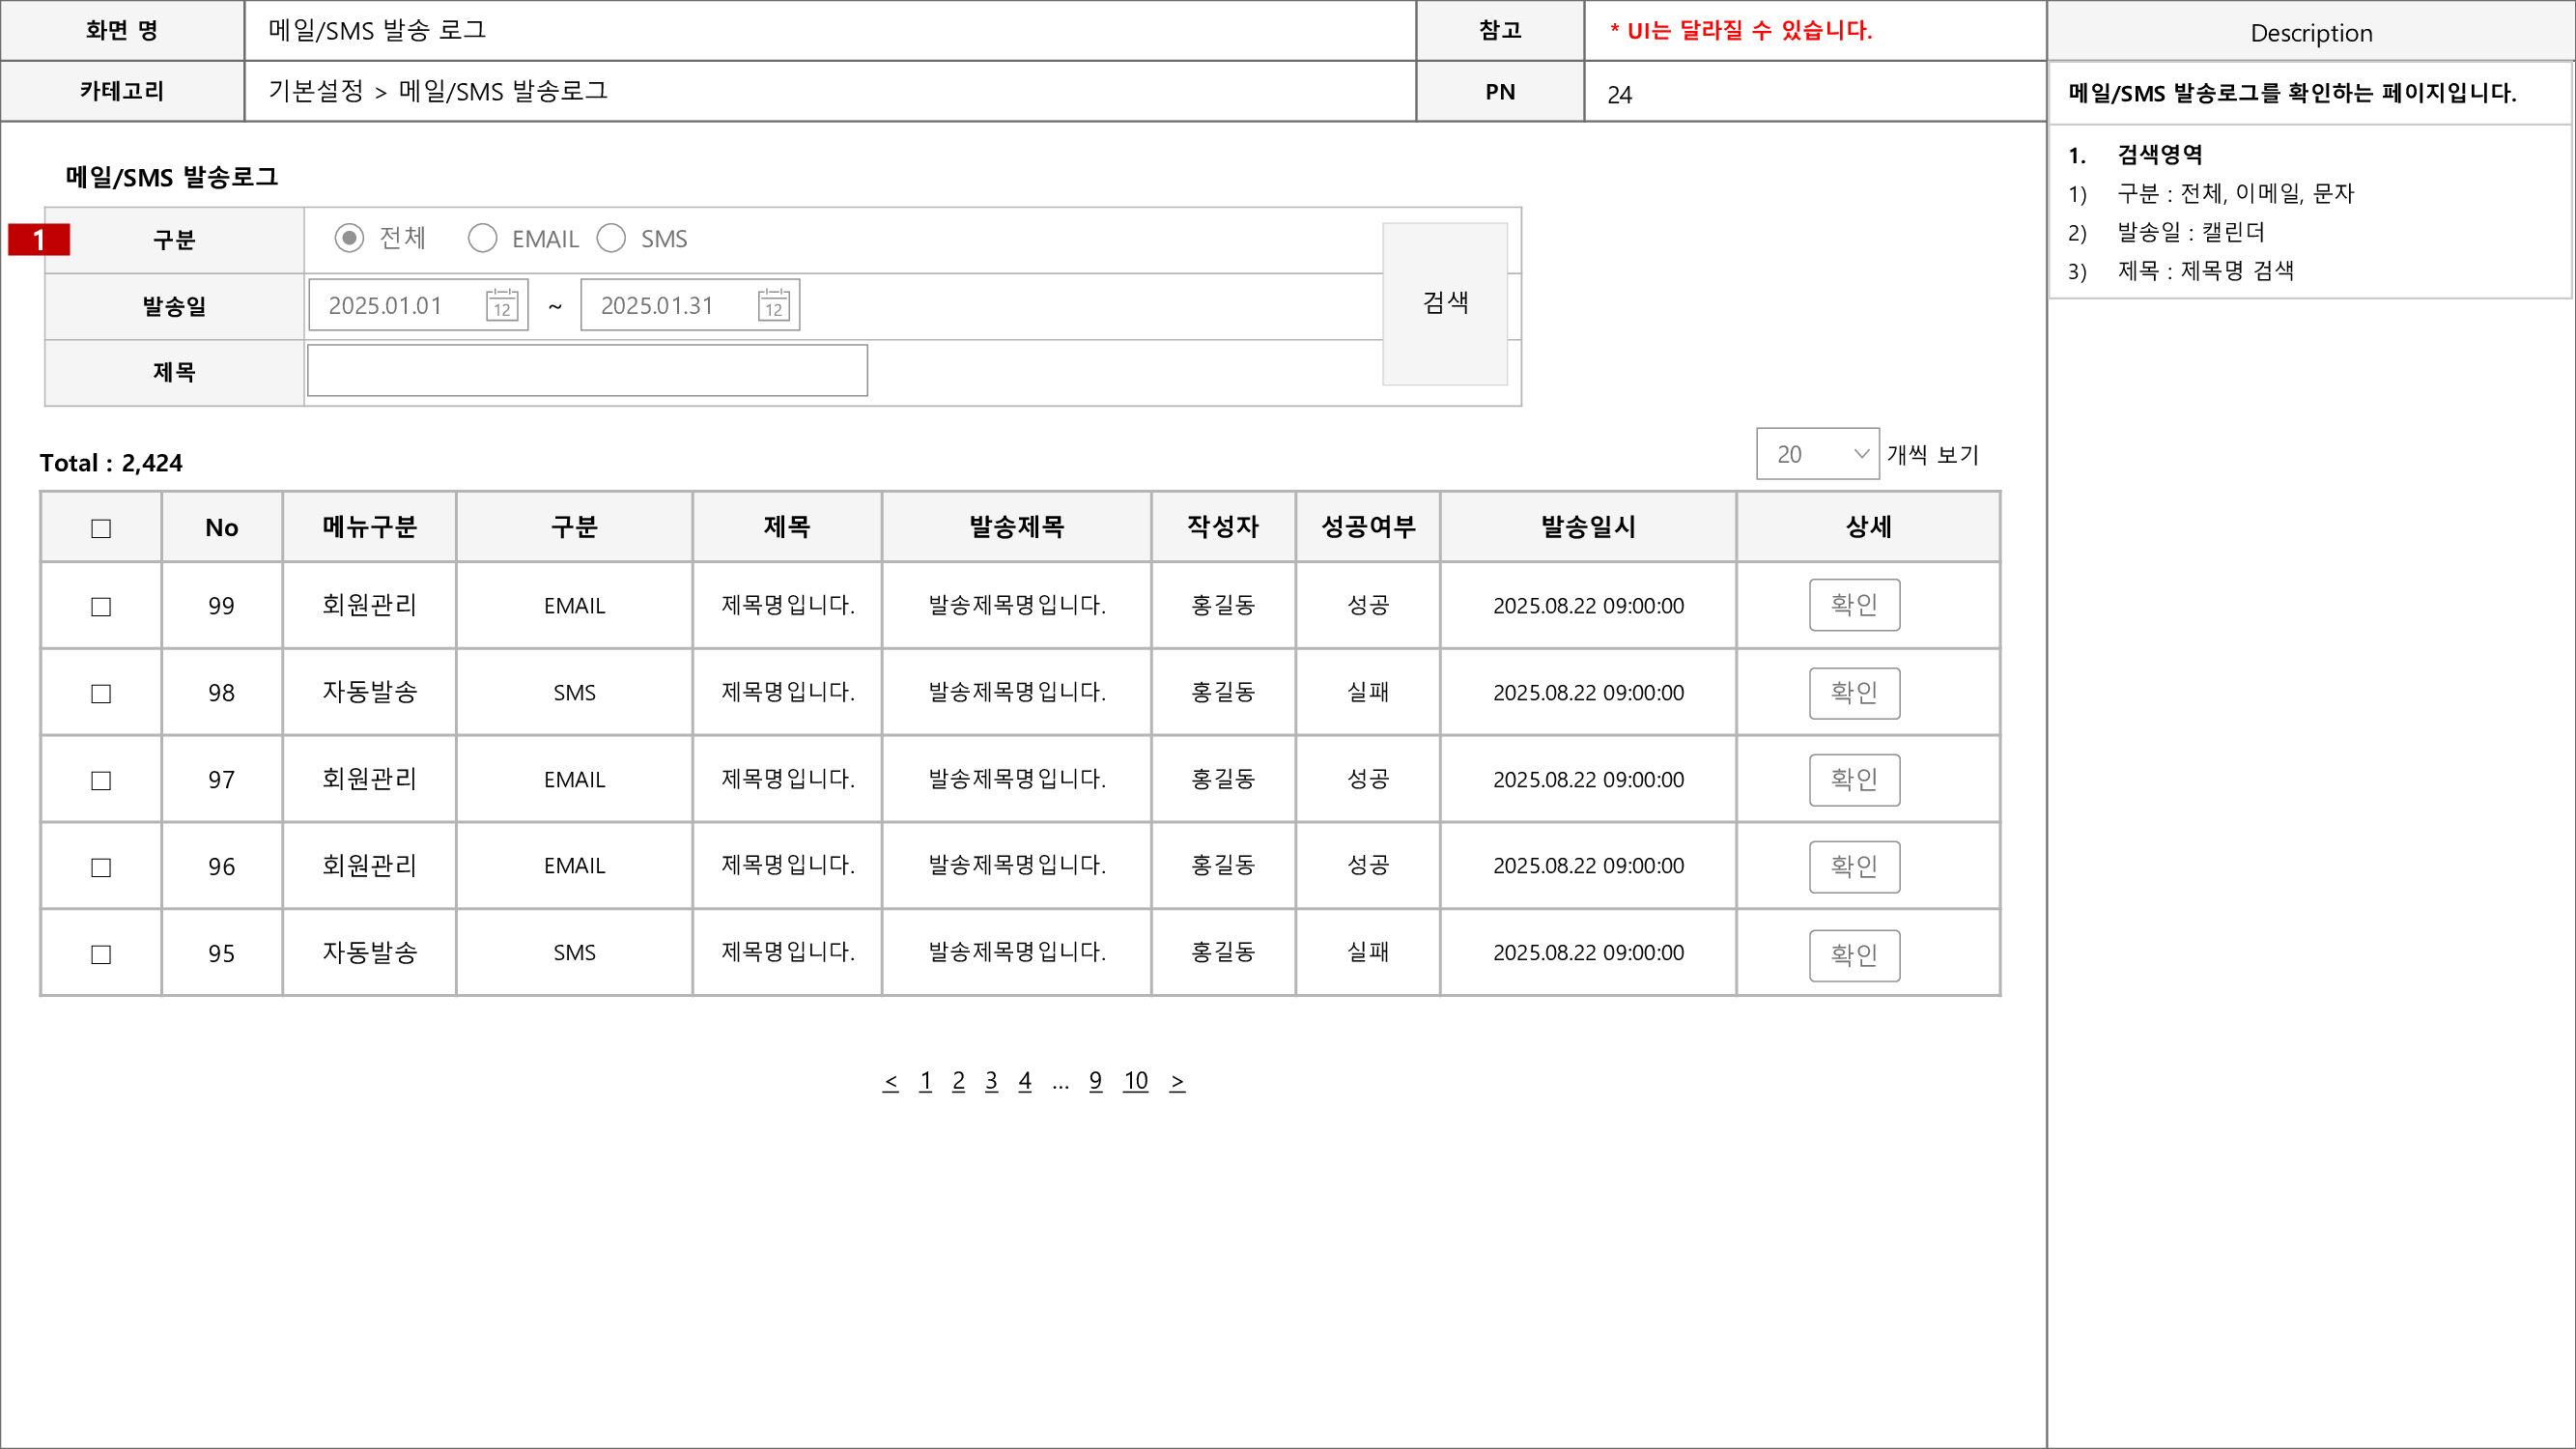 화면 명 메일/SMS 발송 로그 참고 * UI는 달라질 수 있습니다. Description
카테고리 기본설정 > 메일/SMS 발송로그 PN 24
메일/SMS 발송로그를 확인하는 페이지입니다.
1. 검색영역
1) 구분 : 전체, 이메일, 문자
2) 발송일 : 캘린더
3) 제목 : 제목명 검색
메일/SMS 발송로그
1 구분 전체 EMAIL SMS
발송일 2025.01.01 12 ~ 2025.01.31 12 검색
제목
Total : 2,424 20 개씩 보기
No 메뉴구분 구분 제목 발송제목 작성자 성공여부 발송일시 상세
99 회원관리 EMAIL 제목명입니다. 발송제목명입니다. 홍길동 성공 2025.08.22 09:00:00 확인
98 자동발송 SMS 제목명입니다. 발송제목명입니다. 홍길동 실패 2025.08.22 09:00:00 확인
97 회원관리 EMAIL 제목명입니다. 발송제목명입니다. 홍길동 성공 2025.08.22 09:00:00 확인
96 회원관리 EMAIL 제목명입니다. 발송제목명입니다. 홍길동 성공 2025.08.22 09:00:00 확인
95 자동발송 SMS 제목명입니다. 발송제목명입니다. 홍길동 실패 2025.08.22 09:00:00 확인
< 1 2 3 4 ... 9 10 >